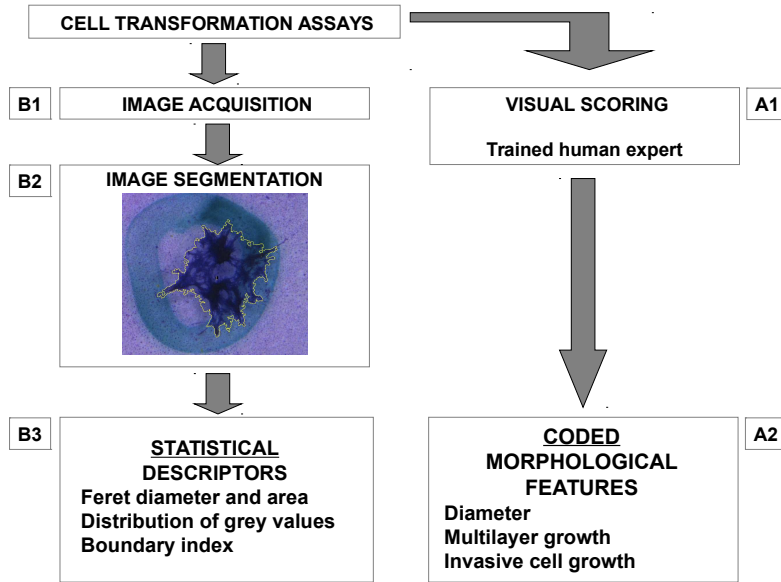 CELL TRANSFORMATION ASSAYS
B1
IMAGE ACQUISITION
VISUAL SCORING
Trained human expert
A1
B2
IMAGE SEGMENTATION
B3
STATISTICAL
DESCRIPTORS
Feret diameter and area
Distribution of grey values
Boundary index
CODED
MORPHOLOGICAL
FEATURES
Diameter
Multilayer growth
Invasive cell growth
A2